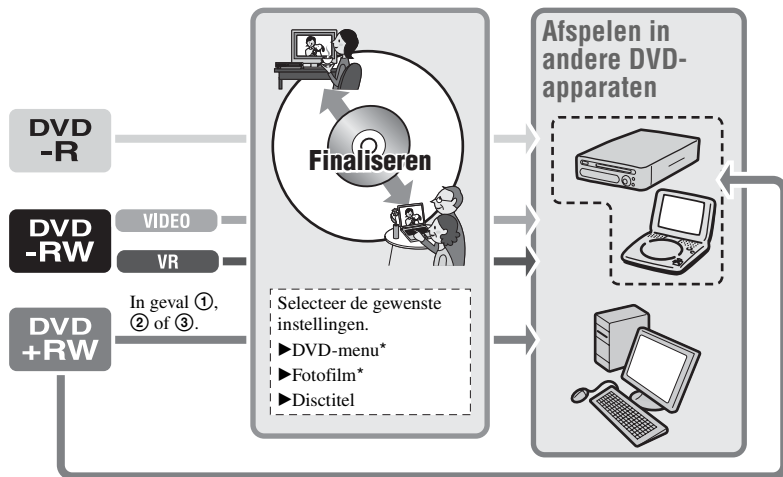 DVD
-R
DVD
-RW
VIDEO
VR
DVD
+RW
In geval ①,
② of ③.
Finaliseren
Selecteer de gewenste
instellingen.
►DVD-menu*
►Fotofilm*
►Disctitel
Afspelen in
andere DVD-
apparaten